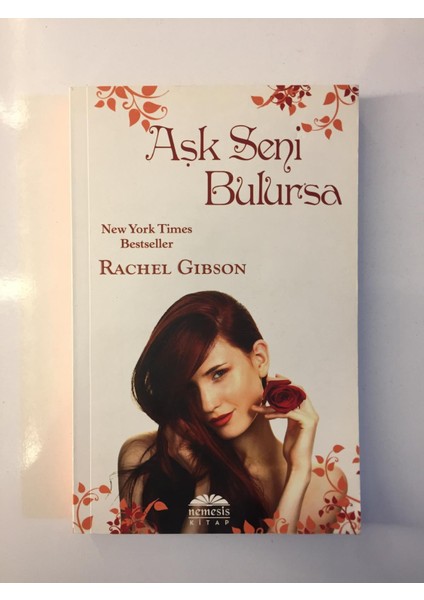 Aşk Seni
Bulursa
New York Times
Bestseller
RACHEL GIBSON
nemesis
KİTAP